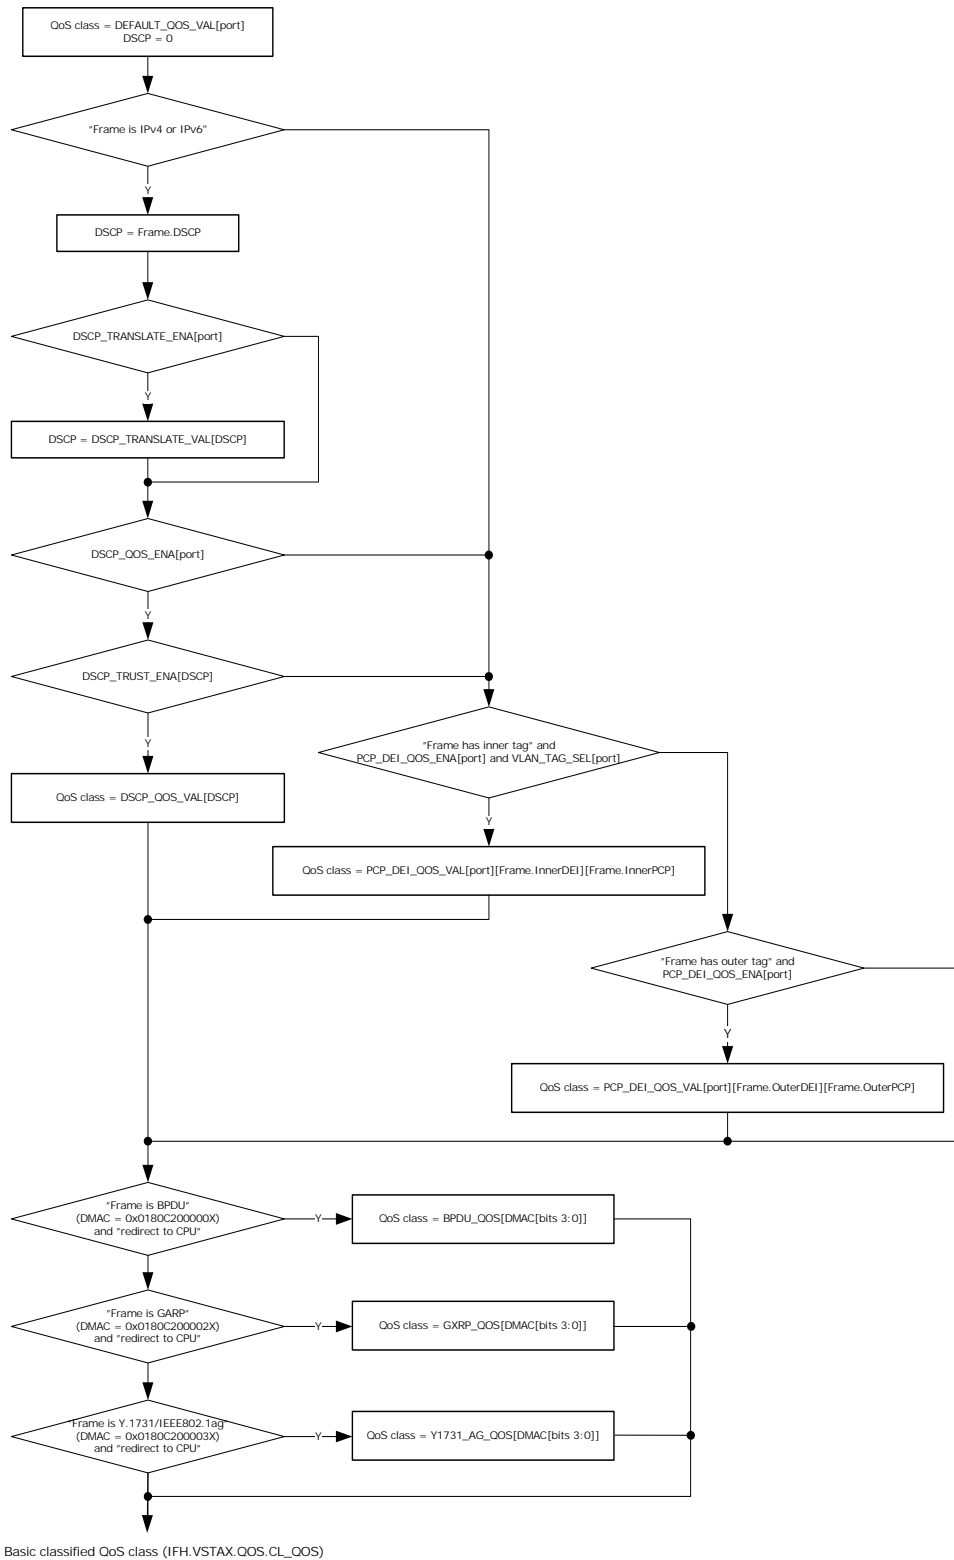 QoS class = DEFAULT_QOS_VAL[port]
DSCP = 0
"Frame is IPv4 or IPv6"
Y
DSCP = Frame.DSCP
DSCP_TRANSLATE_ENA[port]
Y
DSCP = DSCP_TRANSLATE_VAL[DSCP]
DSCP_QOS_ENA[port]
Y
DSCP_TRUST_ENA[DSCP]
Y
QoS class = DSCP_QOS_VAL[DSCP]
"Frame has inner tag" and
PCP_DEI_QOS_ENA[port] and VLAN_TAG_SEL[port]
Y
QoS class = PCP_DEI_QOS_VAL[port][Frame.InnerDEI][Frame.InnerPCP]
"Frame has outer tag" and
PCP_DEI_QOS_ENA[port]
Y
QoS class = PCP_DEI_QOS_VAL[port][Frame.OuterDEI][Frame.OuterPCP]
"Frame is BPDU"
(DMAC = 0x0180C200000X)
and "redirect to CPU"
Y
QoS class = BPDU_QOS[DMAC[bits 3:0]]
"Frame is GARP"
(DMAC = 0x0180C200002X)
and "redirect to CPU"
Y
QoS class = GXRP_QOS[DMAC[bits 3:0]]
"Frame is Y.1731/IEEE802.1ag"
(DMAC = 0x0180C200003X)
and "redirect to CPU"
Y
QoS class = Y1731_AG_QOS[DMAC[bits 3:0]]
Basic classified QoS class (IFH.VSTAX.QOS.CL_QOS)